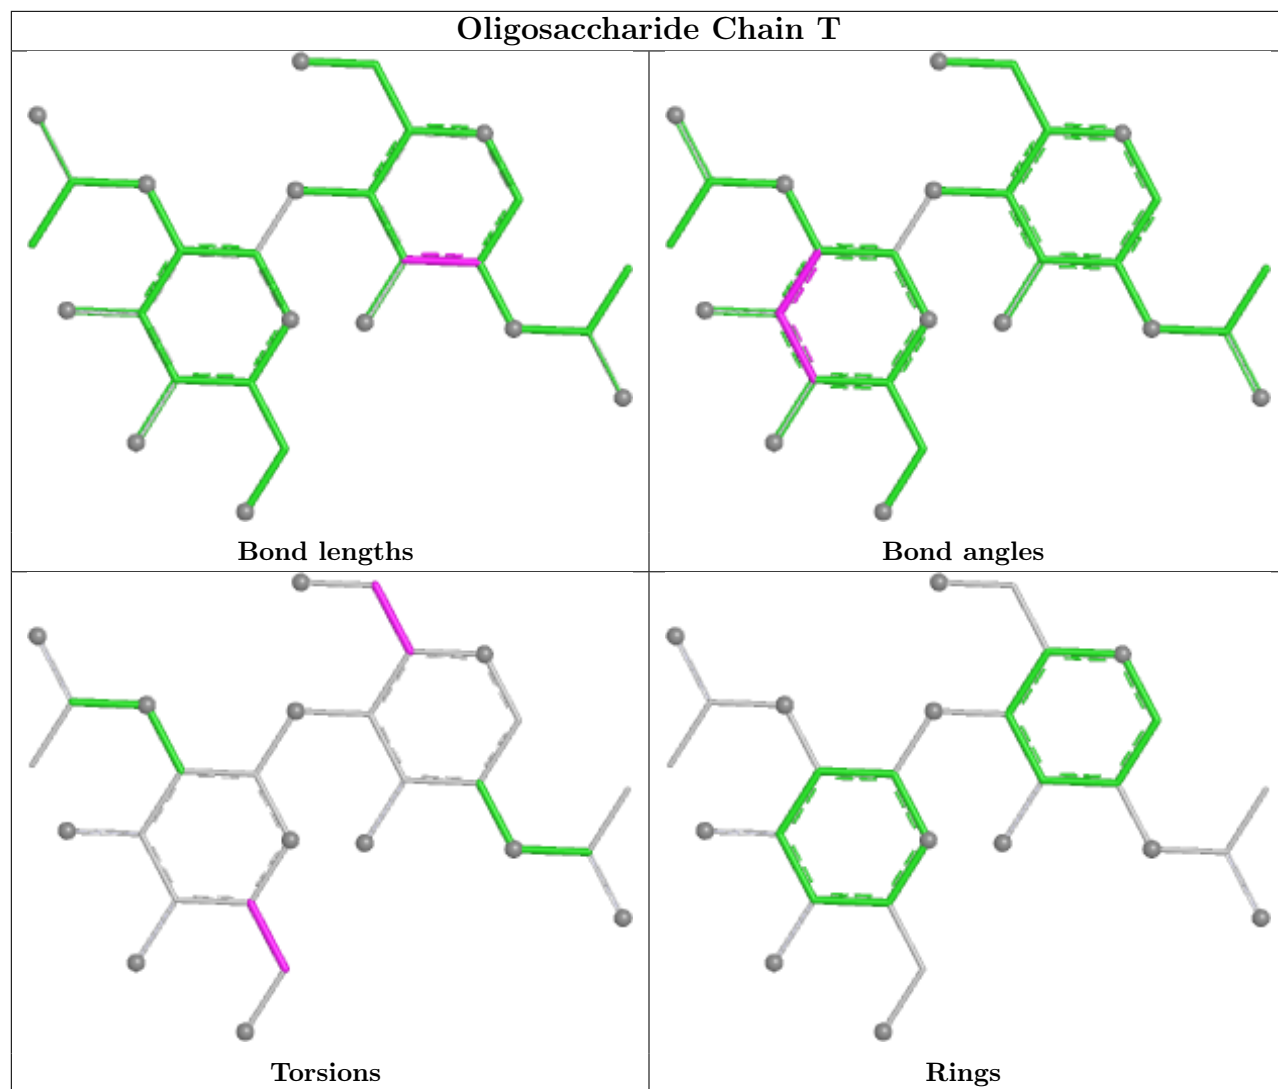 Oligosaccharide Chain T
Bond lengths
Bond angles
Torsions
Rings